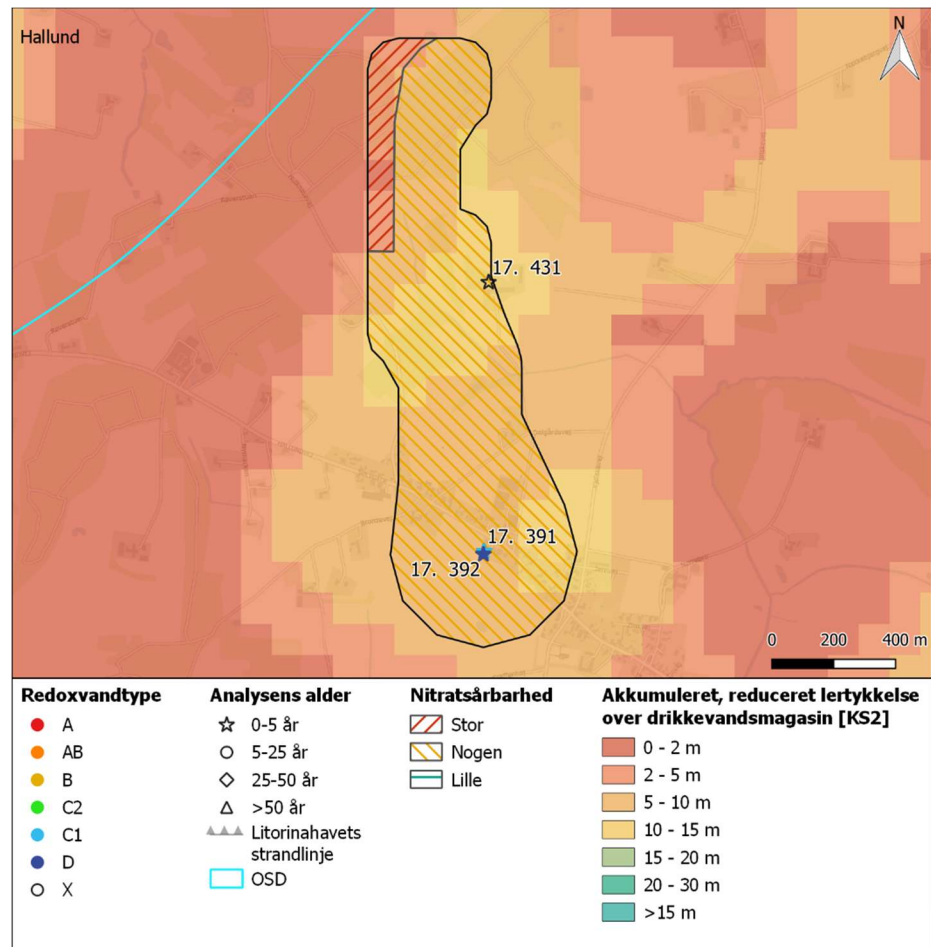 Hallund
N
17. 431
17. 391
17. 392
0 200 400 m
Redoxvandtype
A
AB
B
C2
C1
D
X
Analysens alder
0-5 år
5-25 år
25-50 år
>50 år
Litorinahavets
strandlinje
OSD
Nitratsårbarhed
Stor
Nogen
Lille
Akkumuleret, reduceret lertykkelse
over drikkevandsmagasin [KS2]
0 - 2 m
2 - 5 m
5 - 10 m
10 - 15 m
15 - 20 m
20 - 30 m
>15 m